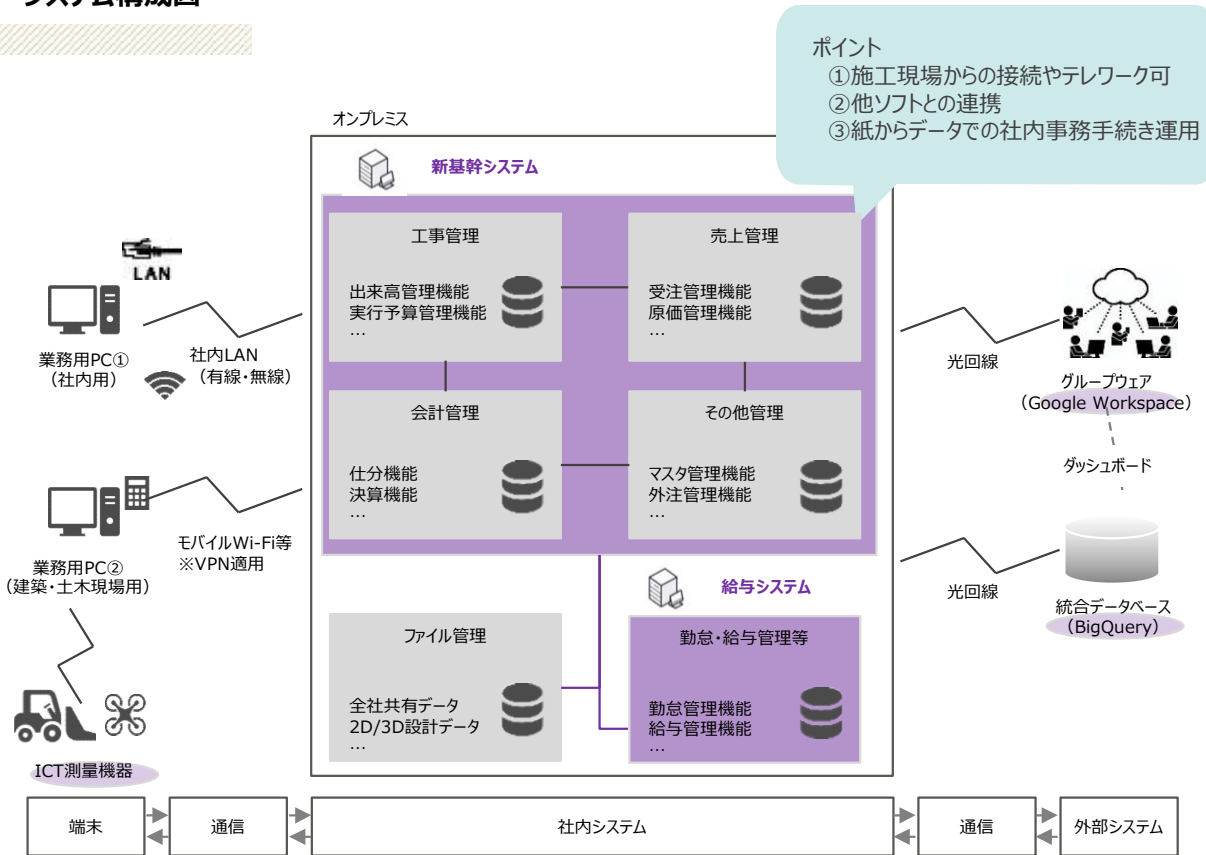 システム構成図
ポイント
①施工現場からの接続やテレワーク可
②他ソフトとの連携
③紙からデータでの社内事務手続き運用
オンプレミス
新基幹システム
工事管理
出来高管理機能
実行予算管理機能
…
売上管理
受注管理機能
原価管理機能
…
会計管理
仕分機能
決算機能
…
その他管理
マスタ管理機能
外注管理機能
…
給与システム
ファイル管理
全社共有データ
2D/3D設計データ
…
勤怠・給与管理等
勤怠管理機能
給与管理機能
…
LAN
業務用PC①
（社内用）
社内LAN
（有線・無線）
業務用PC②
（建築・土木現場用）
モバイルWi-Fi等
※VPN適用
ICT測量機器
光回線
グループウェア
（Google Workspace）
ダッシュボード
光回線
統合データベース
（BigQuery）
端末
通信
社内システム
通信
外部システム